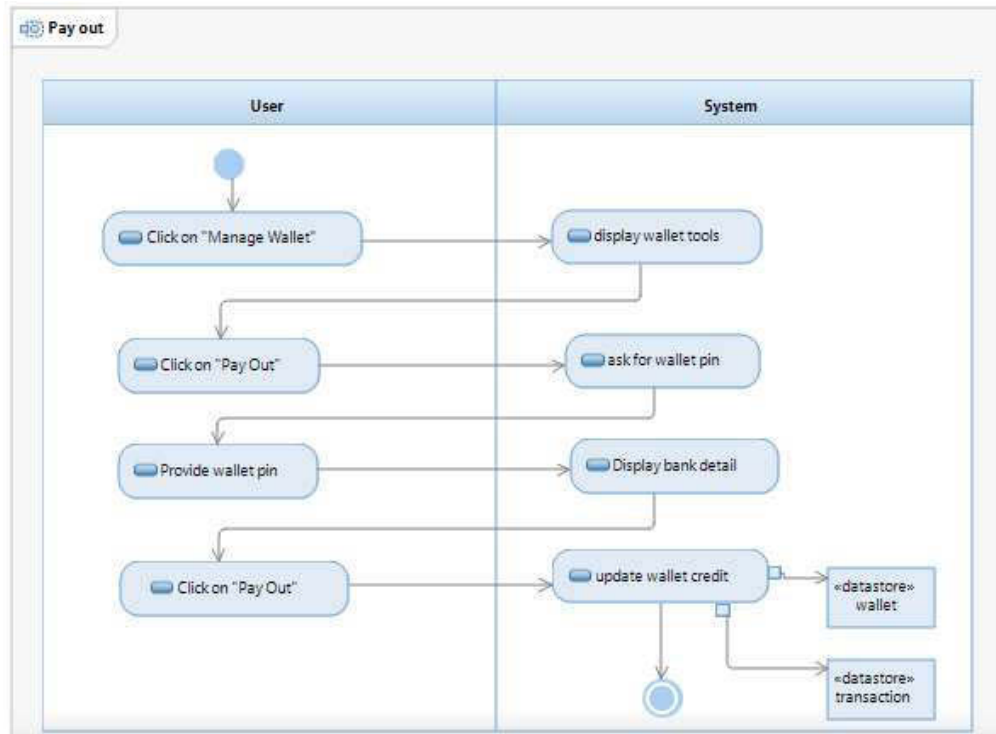 Pay out
User
System
Click on "Manage Wallet"
display wallet tools
Click on "Pay Out"
ask for wallet pin
Provide wallet pin
Display bank detail
Click on "Pay Out"
update wallet credit
«datastore»
wallet
«datastore»
transaction